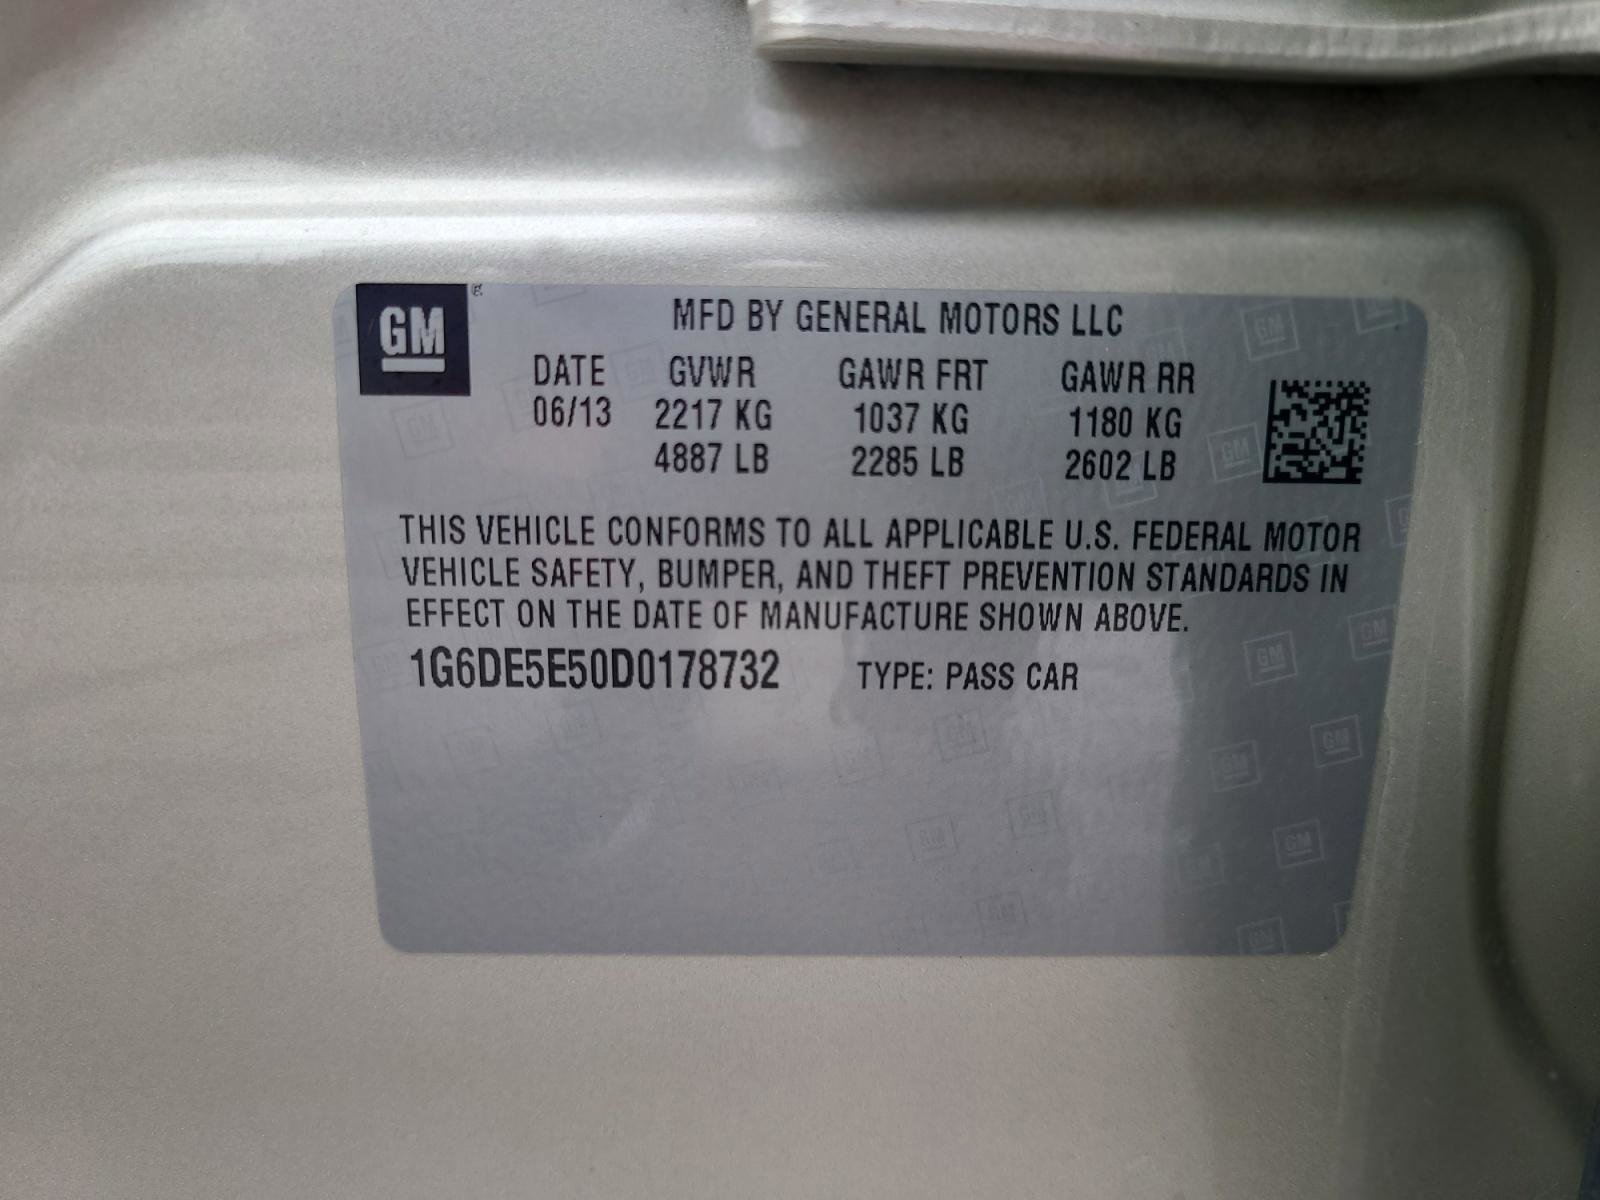 GM
MFD BY GENERAL MOTORS LLC
DATE GVWR GAWR FRT GAWR RR
06/13 2217 KG 1037 KG 1180 KG
4887 LB 2285 LB 2602 LB
THIS VEHICLE CONFORMS TO ALL APPLICABLE U.S. FEDERAL MOTOR
VEHICLE SAFETY, BUMPER, AND THEFT PREVENTION STANDARDS IN
EFFECT ON THE DATE OF MANUFACTURE SHOWN ABOVE.
1G6DE5E50D0178732 TYPE: PASS CAR